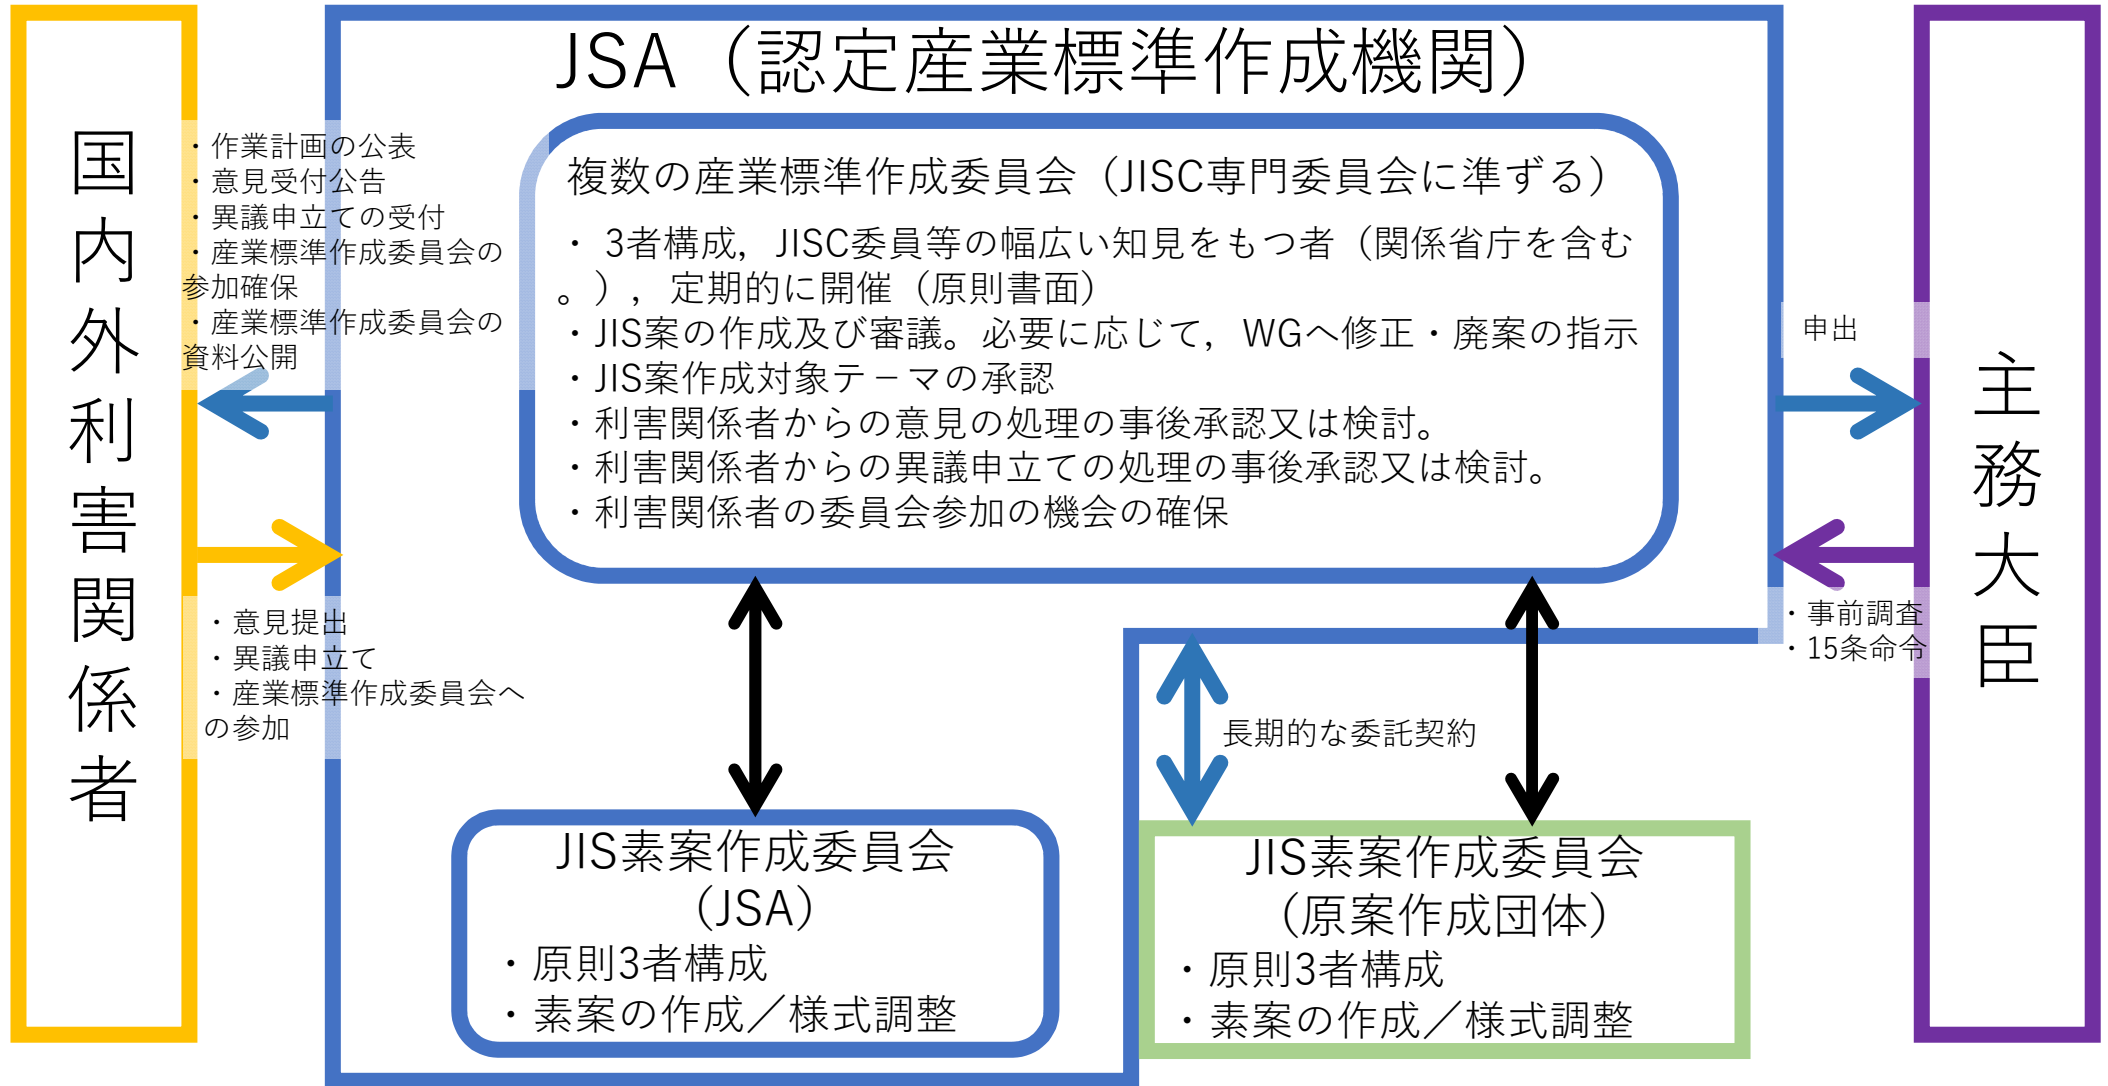 JSA（認定産業標準作成機関）
国内外利害関係者
・作業計画の公表
・意見受付公告
・異議申立ての受付
・産業標準作成委員会の
参加確保
・産業標準作成委員会の
資料公開
複数の産業標準作成委員会（JISC専門委員会に準ずる）
・ 3者構成，JISC委員等の幅広い知見をもつ者（関係省庁を含む
。），定期的に開催（原則書面）
・JIS案の作成及び審議。必要に応じて，WGへ修正・廃案の指示
・JIS案作成対象テ－マの承認
・利害関係者からの意見の処理の事後承認又は検討。
・利害関係者からの異議申立ての処理の事後承認又は検討。
・利害関係者の委員会参加の機会の確保
申出
主務大臣
・意見提出
・異議申立て
・産業標準作成委員会へ
の参加
・事前調査
・15条命令
長期的な委託契約
JIS素案作成委員会
（JSA）
・原則3者構成
・素案の作成／様式調整
JIS素案作成委員会
（原案作成団体）
・原則3者構成
・素案の作成／様式調整